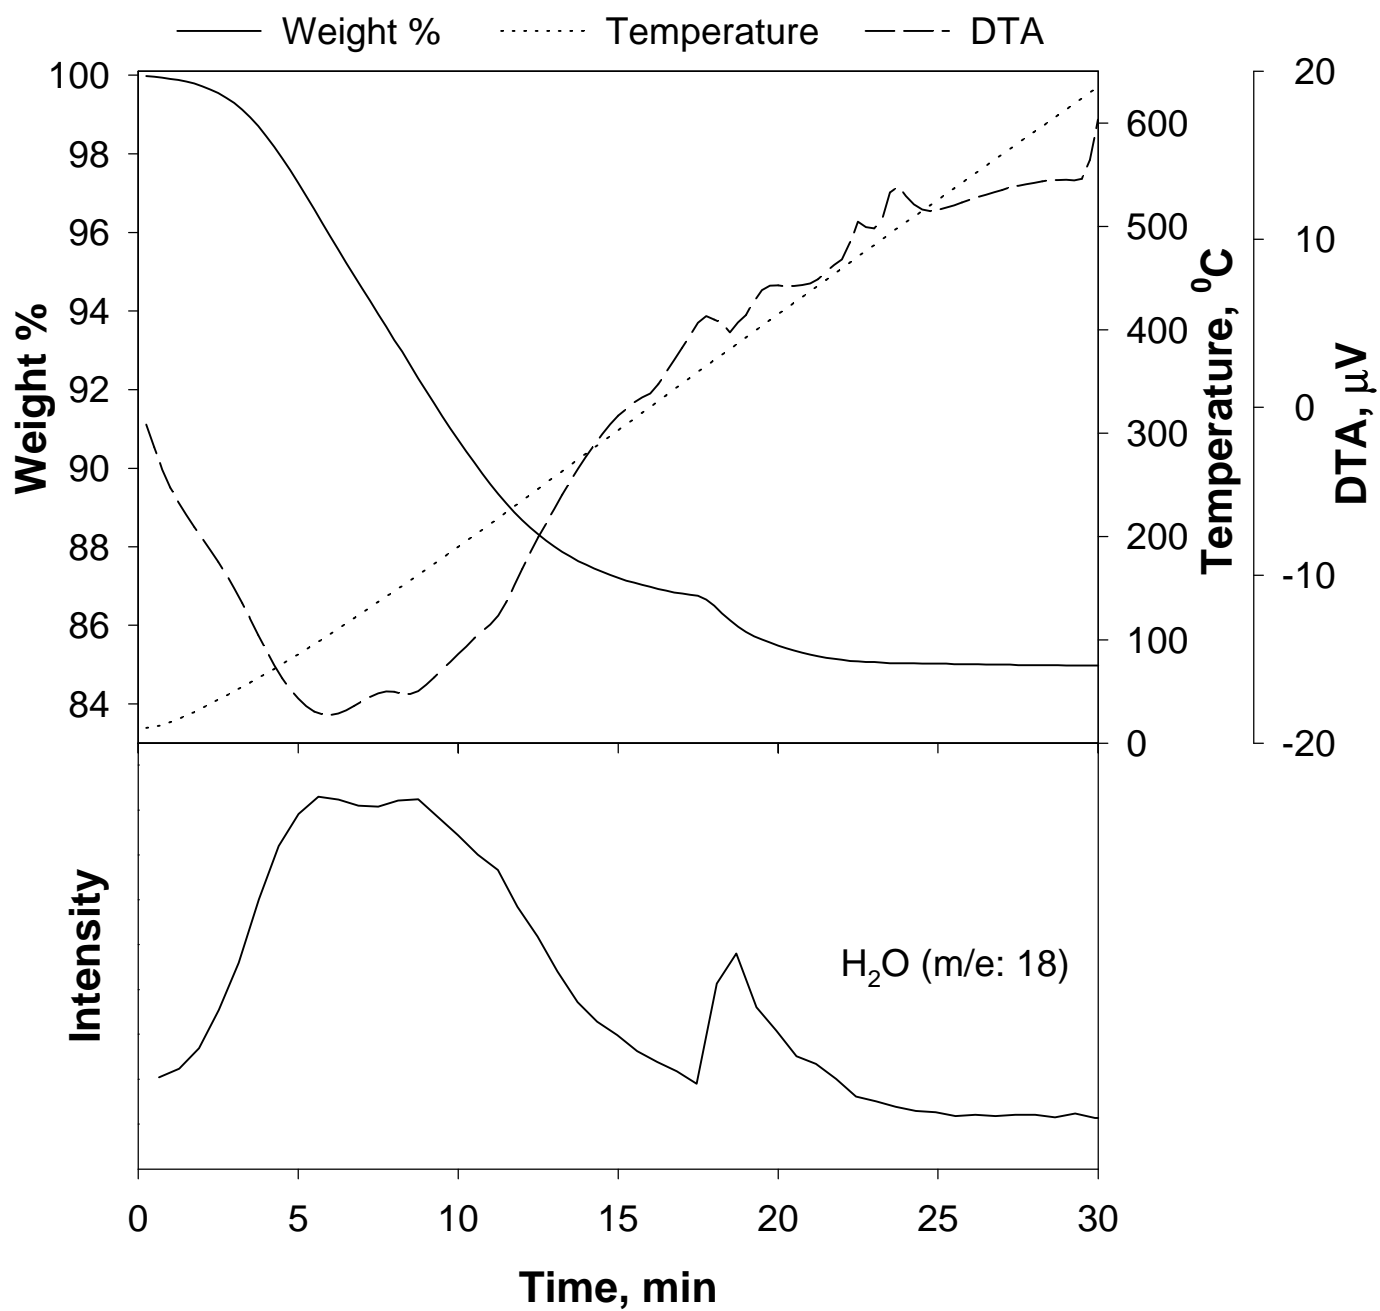 Weight % Temperature DTA
100
98
96
94
92
90
88
86
84
Weight %
600
500
400
300
200
100
0
Temperature, ⁰C
20
10
0
-10
-20
DTA, μV
Intensity
H₂O (m/e: 18)
0 5 10 15 20 25 30
Time, min